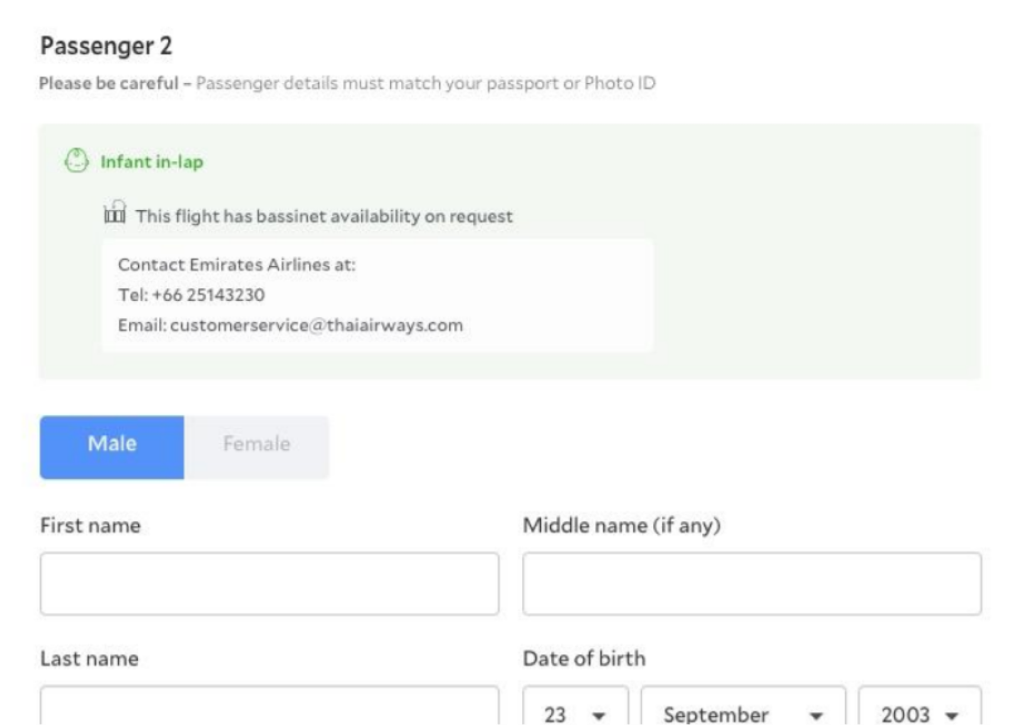 Passenger 2
Please be careful – Passenger details must match your passport or Photo ID
Infant in-lap
This flight has bassinet availability on request
Contact Emirates Airlines at:
Tel: +66 25143230
Email: customerservice@thaiairways.com
Male Female
First name Middle name (if any)
Last name Date of birth
23 September 2003